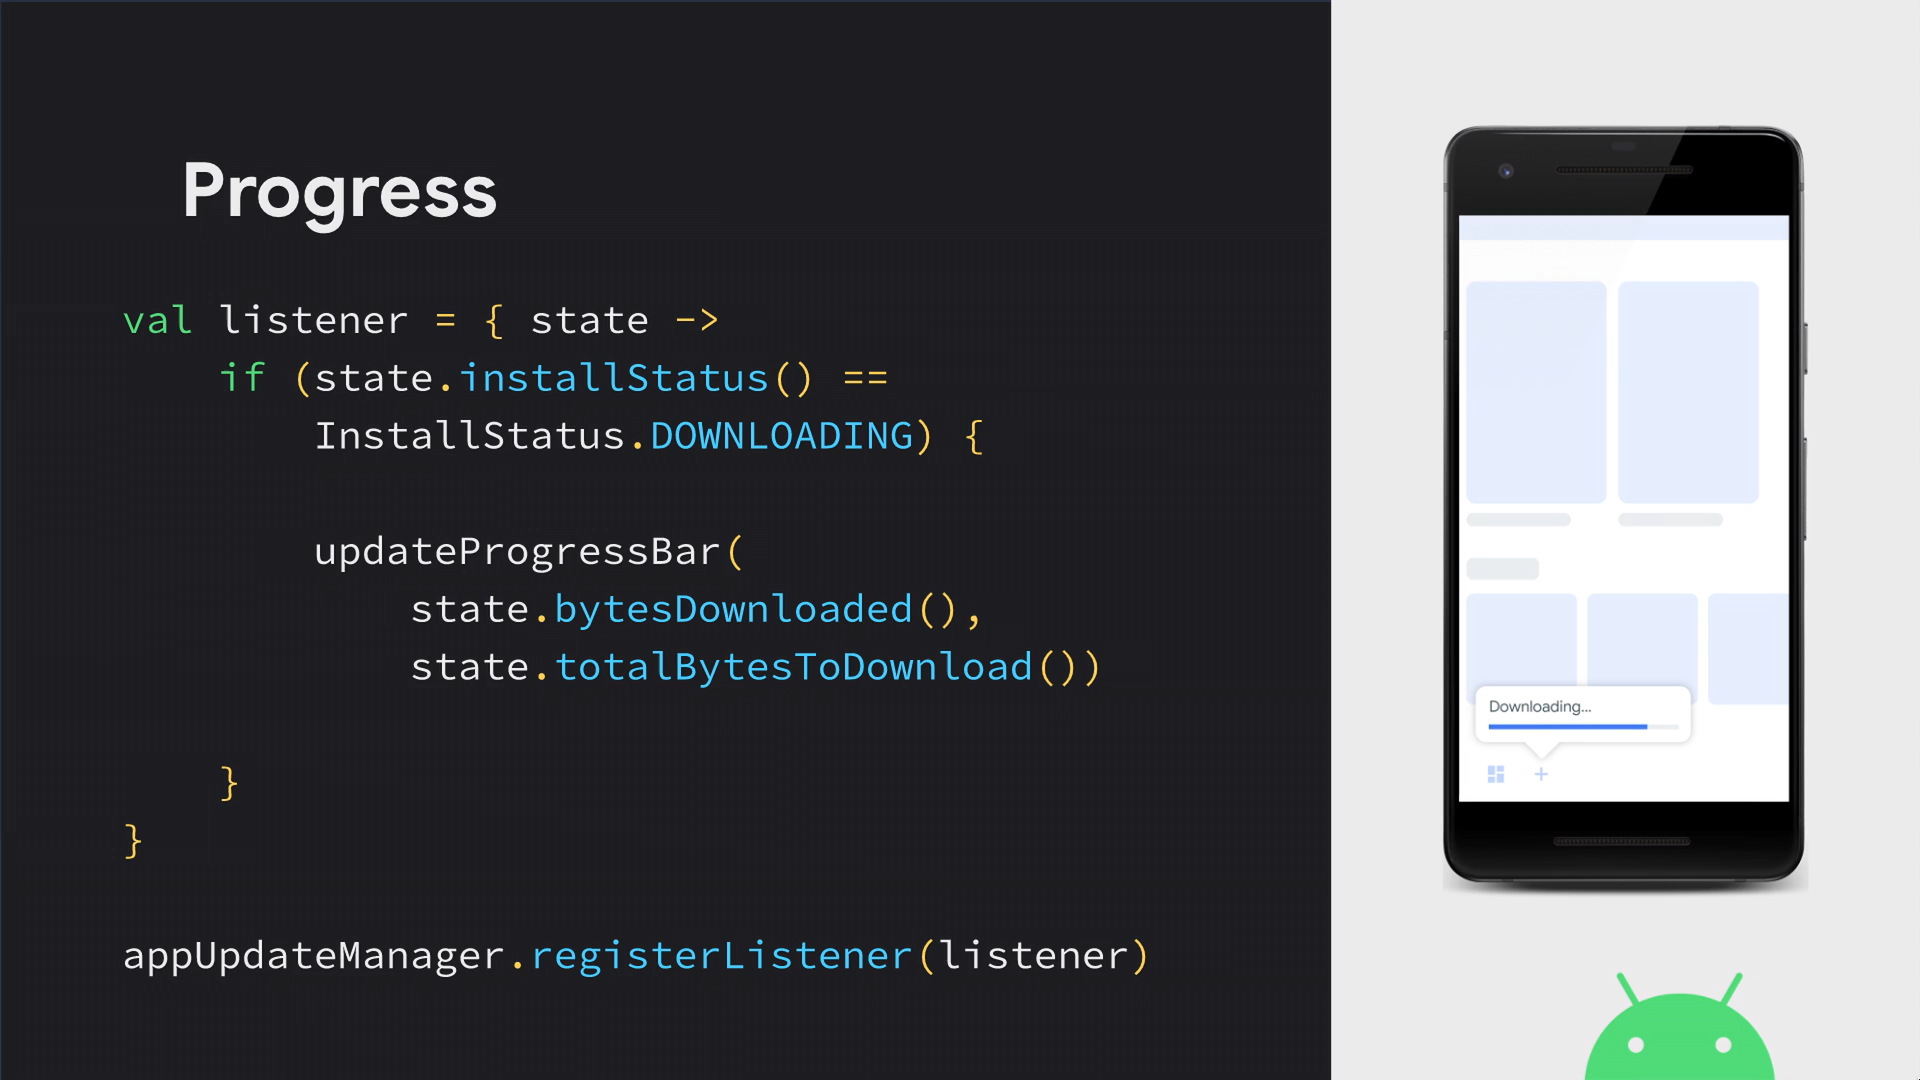 Progress
val listener = { state ->
if (state.installStatus() ==
InstallStatus.DOWNLOADING) {
updateProgressBar(
state.bytesDownloaded(),
state.totalBytesToDownload())
}
}
appUpdateManager.registerListener(listener)
Downloading...